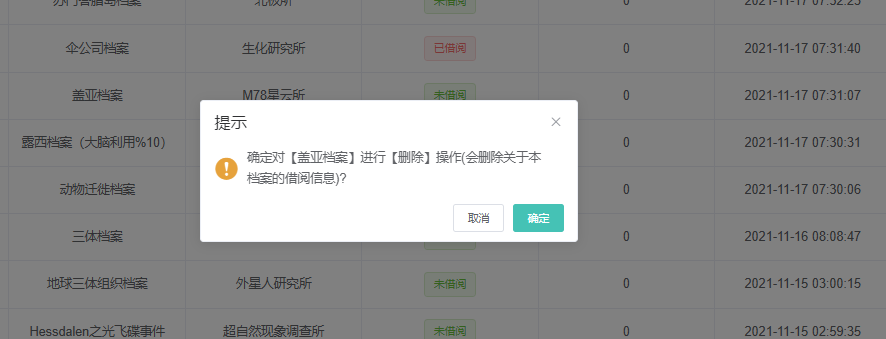 苏门答腊岛档案 北极所 未借阅 0 2021-11-17 07:32:25
伞公司档案 生化研究所 已借阅 0 2021-11-17 07:31:40
盖亚档案 M78星云所 未借阅 0 2021-11-17 07:31:07
提示
露西档案（大脑利用%10） 0 2021-11-17 07:30:31
确定对【盖亚档案】进行【删除】操作(会删除关于本
档案的借阅信息)?
动物迁徙档案 0 2021-11-17 07:30:06
取消 确定
三体档案 0 2021-11-16 08:08:47
地球三体组织档案 外星人研究所 未借阅 0 2021-11-15 03:00:15
Hessdalen之光飞碟事件 超自然现象调查所 未借阅 0 2021-11-15 02:59:35